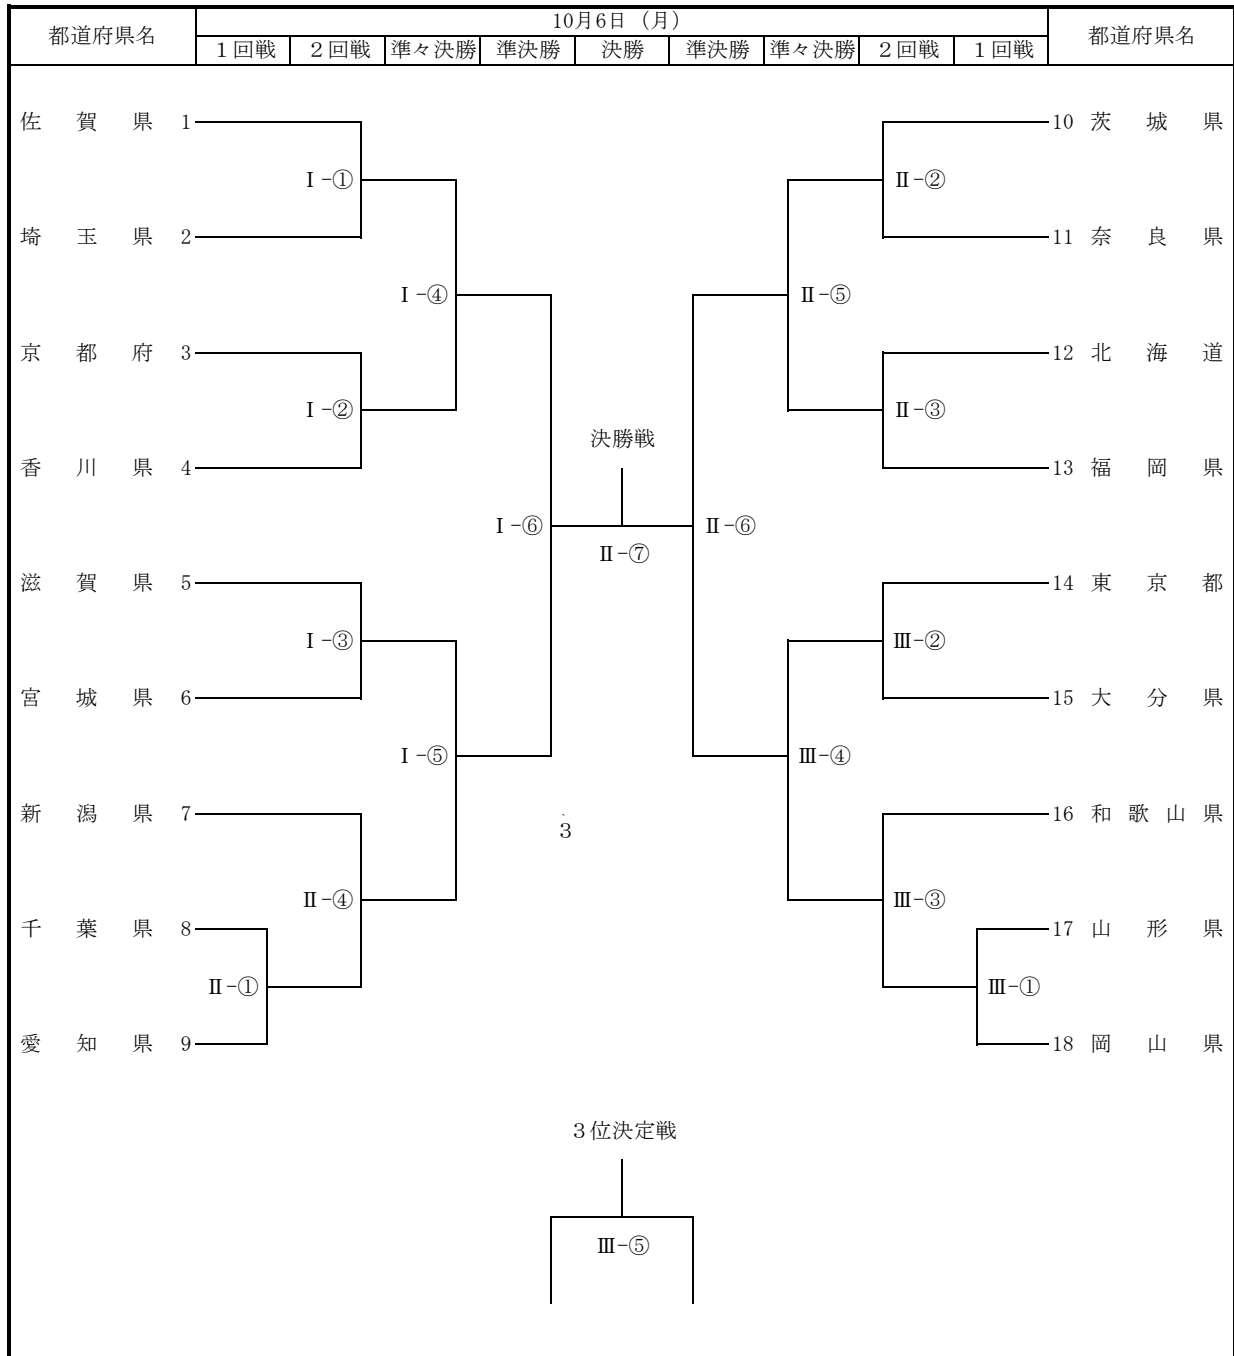 都道府県名 10月6日（月） 都道府県名
１回戦 ２回戦 準々決勝 準決勝 決勝 準決勝 準々決勝 ２回戦 １回戦
佐賀県 1 10 茨城県
Ⅰ-① Ⅱ-②
埼玉県 2 11 奈良県
Ⅰ-④ Ⅱ-⑤
京都府 3 12 北海道
Ⅰ-② Ⅱ-③
決勝戦
香川県 4 13 福岡県
Ⅰ-⑥ Ⅱ-⑥
Ⅱ-⑦
滋賀県 5 14 東京都
Ⅰ-③ Ⅲ-②
宮城県 6 15 大分県
Ⅰ-⑤ Ⅲ-④
新潟県 7 16 和歌山県
３
Ⅱ-④ Ⅲ-③
千葉県 8 17 山形県
Ⅱ-① Ⅲ-①
愛知県 9 18 岡山県
３位決定戦
Ⅲ-⑤